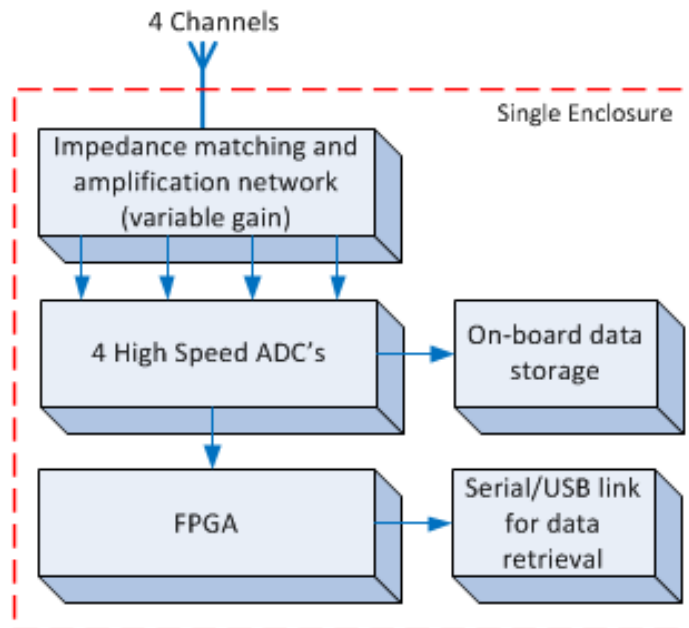 4 Channels
Single Enclosure
Impedance matching and
amplification network
(variable gain)
4 High Speed ADC's
On-board data
storage
FPGA
Serial/USB link
for data
retrieval